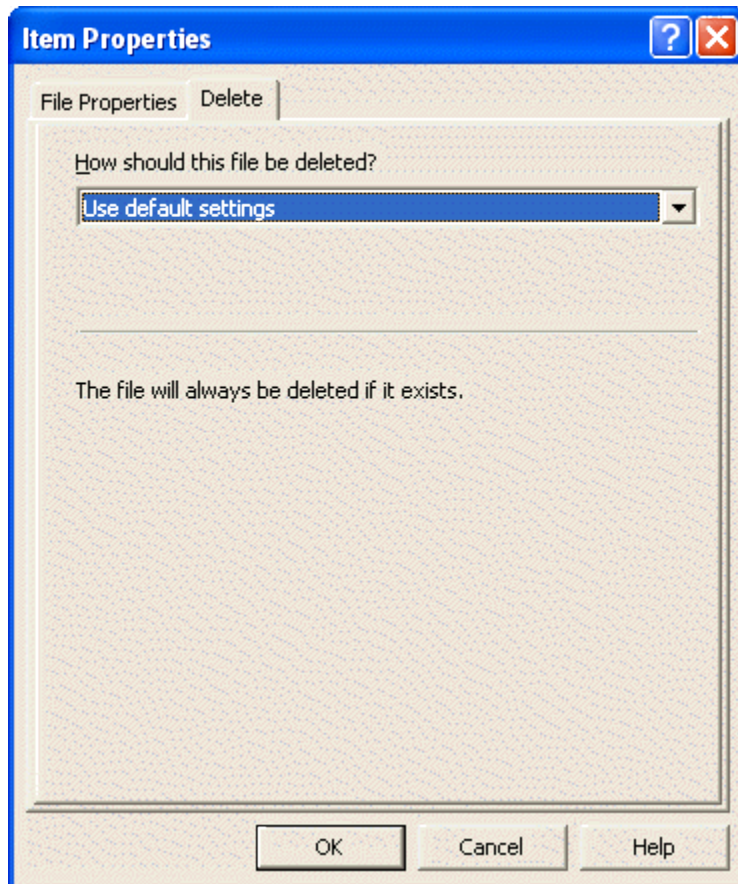 Item Properties
File Properties Delete
How should this file be deleted?
Use default settings
The file will always be deleted if it exists.
OK Cancel Help